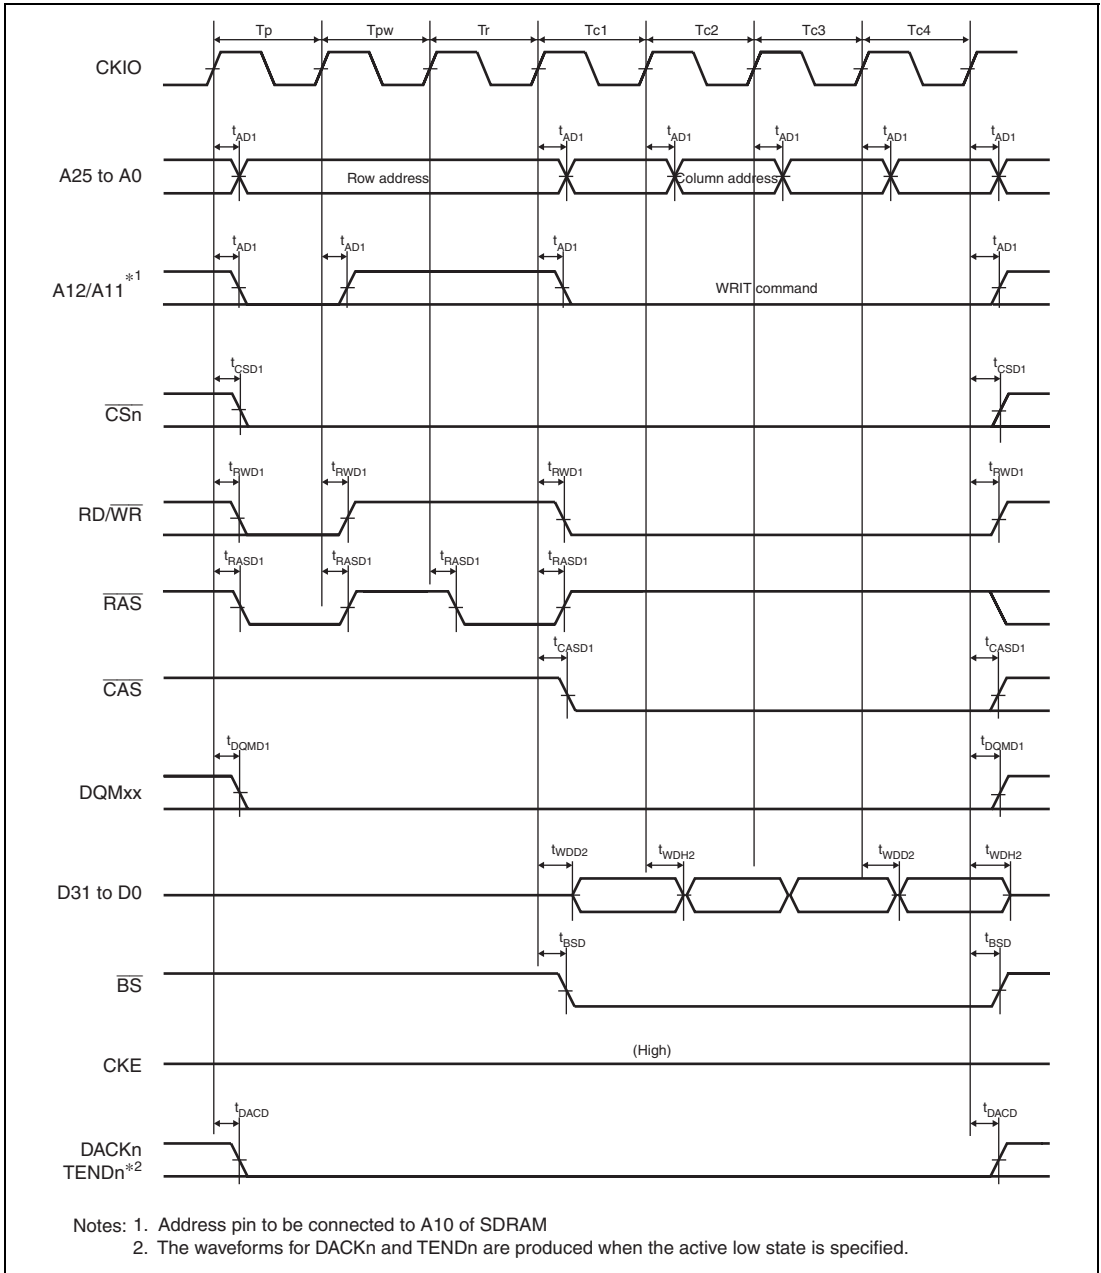 Tp Tpw Tr Tc1 Tc2 Tc3 Tc4
CKIO
tAD1 tAD1 tAD1 tAD1 tAD1 tAD1
A25 to A0 Row address Column address
tAD1 tAD1 tAD1 tAD1
A12/A11*1 WRIT command
tCSD1 tCSD1
CSn
tRWD1 tRWD1 tRWD1 tRWD1
RD/WR
tRASD1 tRASD1 tRASD1 tRASD1
RAS
tCASD1 tCASD1
CAS
tDQMD1 tDQMD1
DQMxx
tWDD2 tWDH2 tWDD2 tWDH2
D31 to D0
tBSD tBSD
BS
(High)
CKE
tDACD tDACD
DACKn
TENDn*2
Notes: 1. Address pin to be connected to A10 of SDRAM
2. The waveforms for DACKn and TENDn are produced when the active low state is specified.